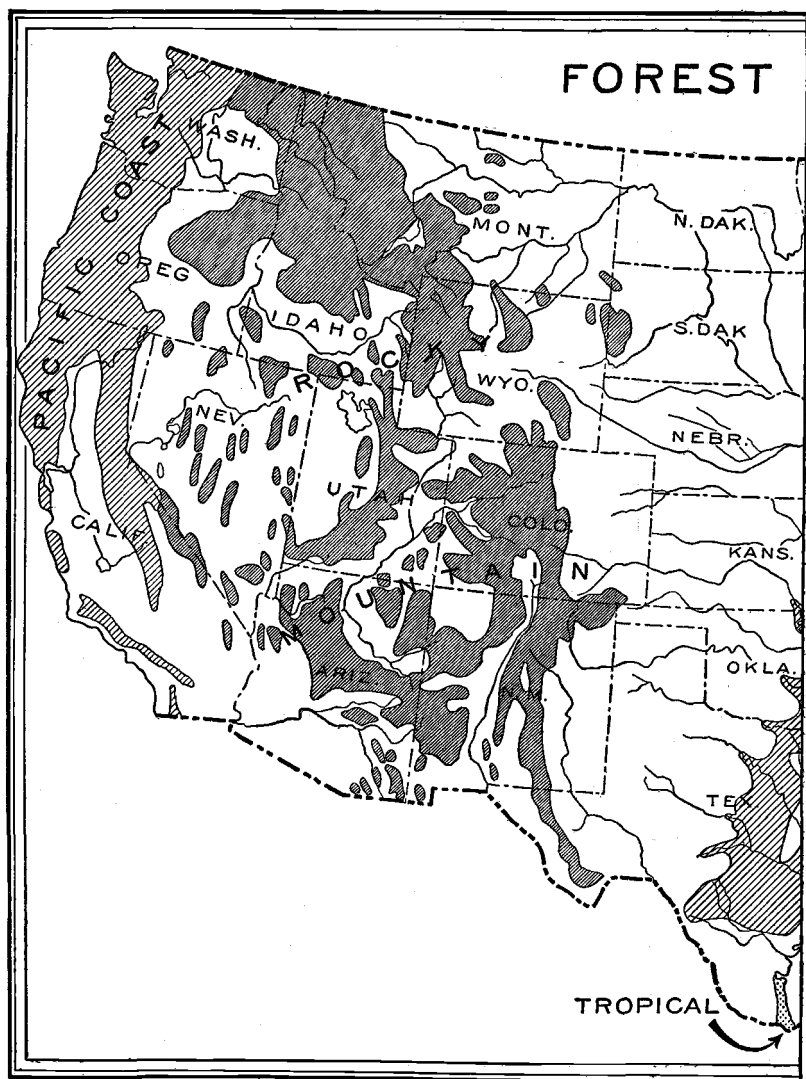 FOREST
PACIFIC COAST
WASH.
MONT.
N. DAK.
OREG
IDAHO
S. DAK
ROCKY
WYO.
NEV.
NEBR.
UTAH
COLO.
CALIF.
KANS.
MOUNTAIN
ARIZ.
N.M.
OKLA.
TEX.
TROPICAL